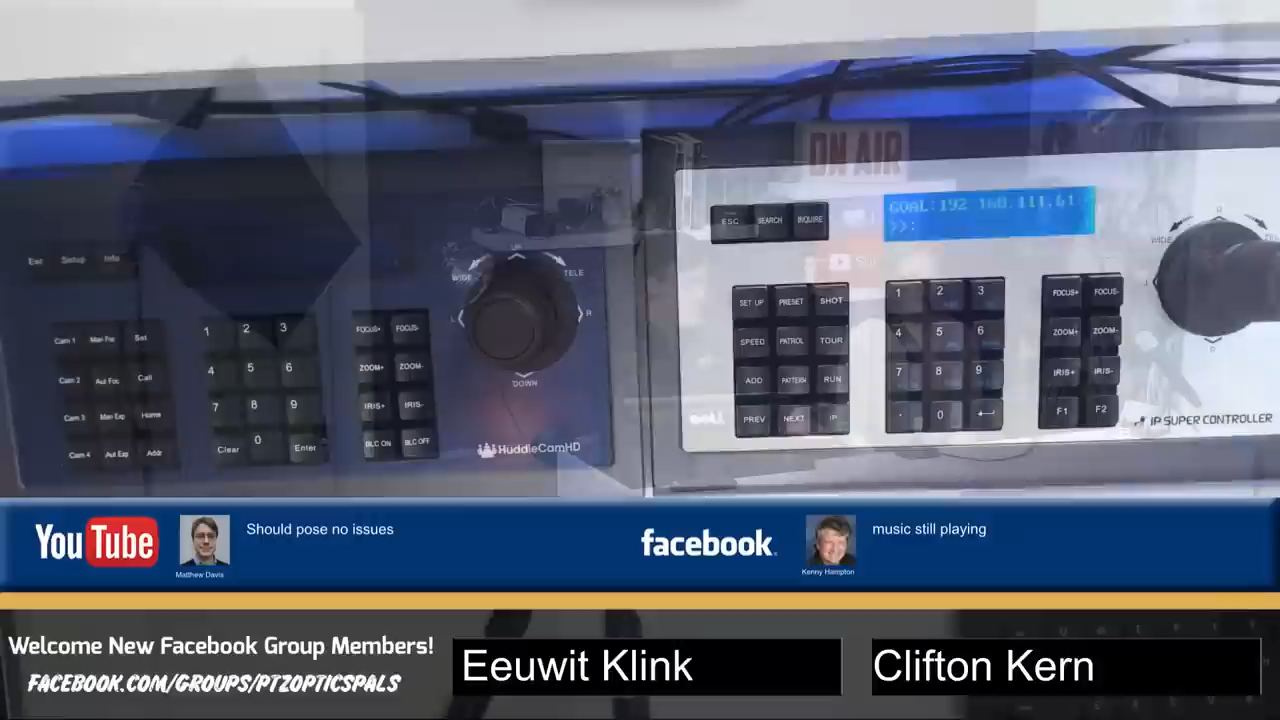 ON AIR
GOAL:192 168.111.61
>>:
ESC SEARCH INQUIRE
WIDE U
L
D
SET UP PRESET SHOT
SPEED PATROL TOUR
ADD PATTERN RUN
PREV NEXT IP
1 2 3
4 5 6
7 8 9
. 0
FOCUS+ FOCUS-
ZOOM+ ZOOM-
IRIS+ IRIS-
F1 F2
IP SUPER CONTROLLER
Esc Setup Info
Cam 1 Man Foc Set
Cam 2 Aut Foc Call
Cam 3 Man Exp Home
Cam 4 Aut Exp Addr
1 2 3
4 5 6
7 8 9
Clear 0 Enter
FOCUS+ FOCUS-
ZOOM+ ZOOM-
IRIS+ IRIS-
BLC ON BLC OFF
WIDE UP TELE
L R
DOWN
HuddleCamHD
YouTube
Matthew Davis
Should pose no issues
facebook
Kenny Hampton
music still playing
Welcome New Facebook Group Members!
FACEBOOK.COM/GROUPS/PTZOPTICSPALS
Eeuwit Klink
Clifton Kern